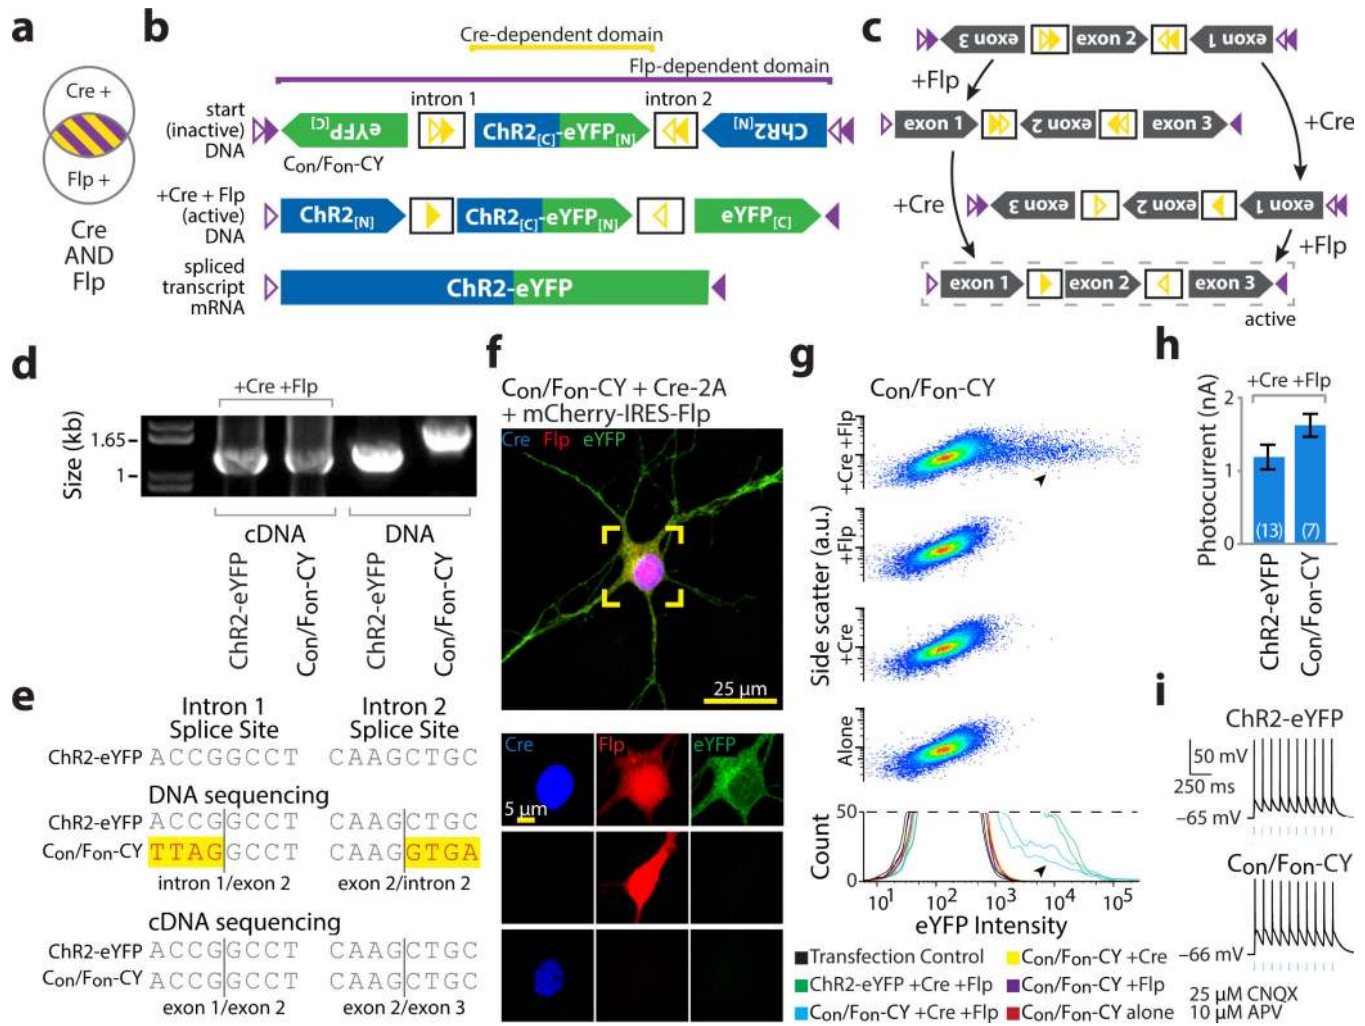 a
Cre +
Flp +
Cre
AND
Flp
b
Cre-dependent domain
Flp-dependent domain
intron 1
intron 2
start
(inactive)
DNA
eYFP[C]
ChR2[C]-eYFP[N]
ChR2[N]
Con/Fon-CY
+Cre + Flp
(active)
DNA
ChR2[N]
ChR2[C]-eYFP[N]
eYFP[C]
spliced
transcript
mRNA
ChR2-eYFP
c
exon 3
exon 2
exon 1
+Flp
exon 1
exon 2
exon 3
+Cre
+Cre
exon 3
exon 2
exon 1
+Flp
exon 1
exon 2
exon 3
active
d
+Cre +Flp
Size (kb)
1.65
1
cDNA
DNA
ChR2-eYFP
Con/Fon-CY
ChR2-eYFP
Con/Fon-CY
e
Intron 1
Splice Site
Intron 2
Splice Site
ChR2-eYFP ACCGGCCT CAAGCTGC
DNA sequencing
ChR2-eYFP ACCGGCCT CAAGCTGC
Con/Fon-CY TTAGGCCT CAAGGTGA
intron 1/exon 2 exon 2/intron 2
cDNA sequencing
ChR2-eYFP ACCGGCCT CAAGCTGC
Con/Fon-CY ACCGGCCT CAAGCTGC
exon 1/exon 2 exon 2/exon 3
f
Con/Fon-CY + Cre-2A
+ mCherry-IRES-Flp
Cre Flp eYFP
25 µm
Cre Flp eYFP
5 µm
g
Con/Fon-CY
Side scatter (a.u.)
+Cre +Flp
+Flp
+Cre
Alone
Count
50
0
10¹ 10² 10³ 10⁴ 10⁵
eYFP Intensity
Transfection Control
ChR2-eYFP +Cre +Flp
Con/Fon-CY +Cre +Flp
Con/Fon-CY +Cre
Con/Fon-CY +Flp
Con/Fon-CY alone
h
+Cre +Flp
Photocurrent (nA)
2
1
0
(13)
(7)
ChR2-eYFP
Con/Fon-CY
i
ChR2-eYFP
50 mV
250 ms
−65 mV
Con/Fon-CY
−66 mV
25 µM CNQX
10 µM APV